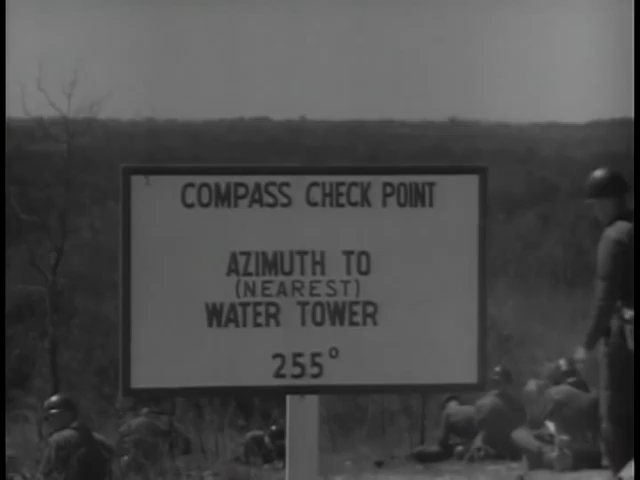 COMPASS CHECK POINT
AZIMUTH TO
(NEAREST)
WATER TOWER
255°